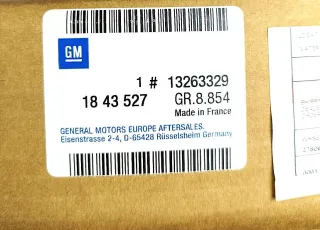 GM
1 # 13263329
18 43 527 GR.8.854
Made in France
GENERAL MOTORS EUROPE AFTERSALES.
Eisenstrasse 2-4, D-65428 Rüsselsheim Germany